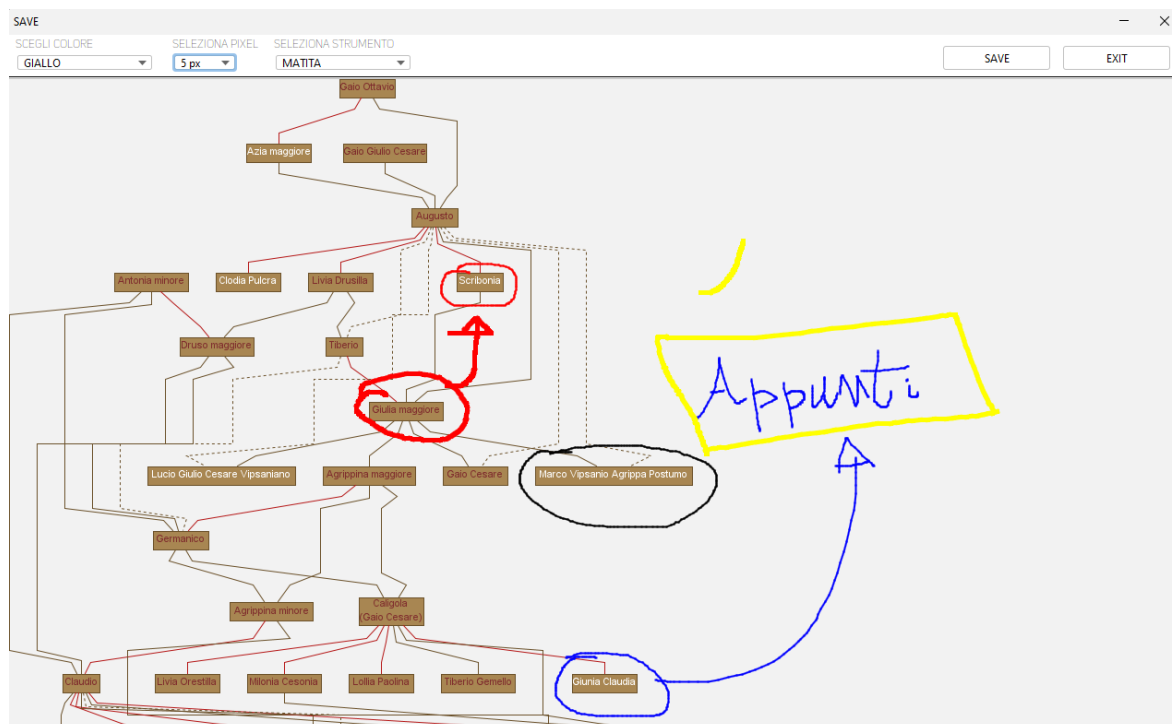 SAVE
SCEGLI COLORE SELEZIONA PIXEL SELEZIONA STRUMENTO
GIALLO 5 px MATITA SAVE EXIT
Gaio Ottavio
Azia maggiore Gaio Giulio Cesare
Augusto
Antonia minore Clodia Pulcra Livia Drusilla Scribonia
Druso maggiore Tiberio
Appunti
Giulia maggiore
Lucio Giulio Cesare Vipsaniano Agrippina maggiore Gaio Cesare Marco Vipsanio Agrippa Postumo
Germanico
Agrippina minore Caligola
(Gaio Cesare)
Claudio Livia Orestilla Milonia Cesonia Lollia Paolina Tiberio Gemello Giunia Claudia